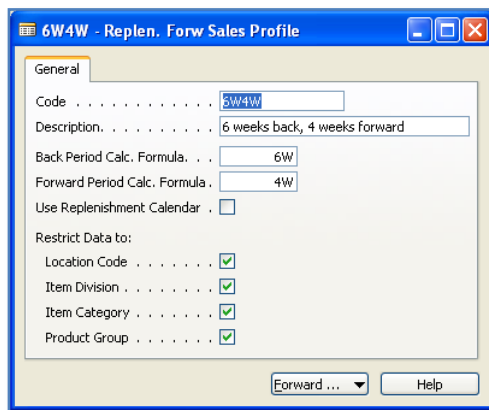 6W4W - Replen. Forw Sales Profile
General
Code . . . . . . . . . . . . 6W4W
Description. . . . . . . . . . 6 weeks back, 4 weeks forward
Back Period Calc. Formula. . . 6W
Forward Period Calc. Formula . 4W
Use Replenishment Calendar .
Restrict Data to:
Location Code . . . . . . .
Item Division . . . . . . . .
Item Category . . . . . . .
Product Group . . . . . . .
Forward ... Help